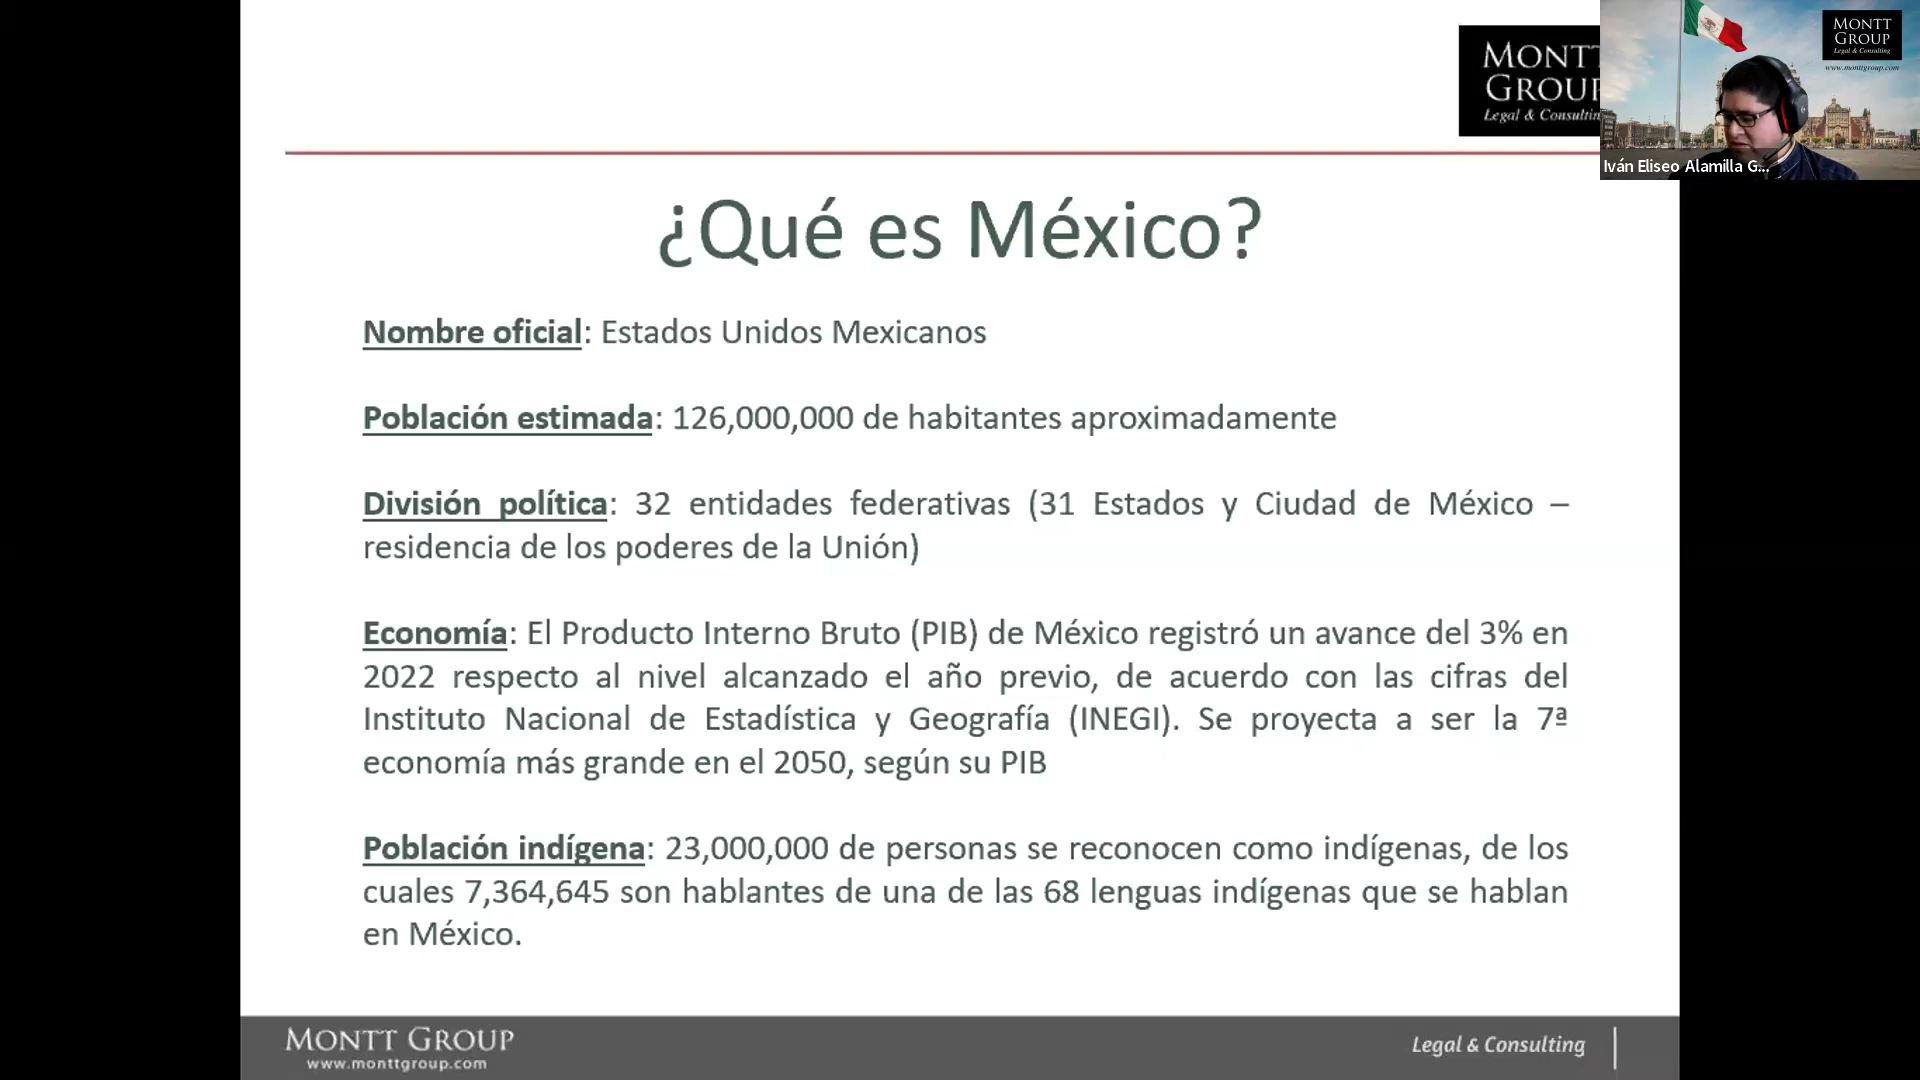 MONTT
GROUP
Legal & Consulting
MONTT
GROUP
Legal & Consulting
www.monttgroup.com
Iván Eliseo Alamilla G...
¿Qué es México?
Nombre oficial: Estados Unidos Mexicanos
Población estimada: 126,000,000 de habitantes aproximadamente
División política: 32 entidades federativas (31 Estados y Ciudad de México –
residencia de los poderes de la Unión)
Economía: El Producto Interno Bruto (PIB) de México registró un avance del 3% en
2022 respecto al nivel alcanzado el año previo, de acuerdo con las cifras del
Instituto Nacional de Estadística y Geografía (INEGI). Se proyecta a ser la 7ª
economía más grande en el 2050, según su PIB
Población indígena: 23,000,000 de personas se reconocen como indígenas, de los
cuales 7,364,645 son hablantes de una de las 68 lenguas indígenas que se hablan
en México.
MONTT GROUP
www.monttgroup.com
Legal & Consulting